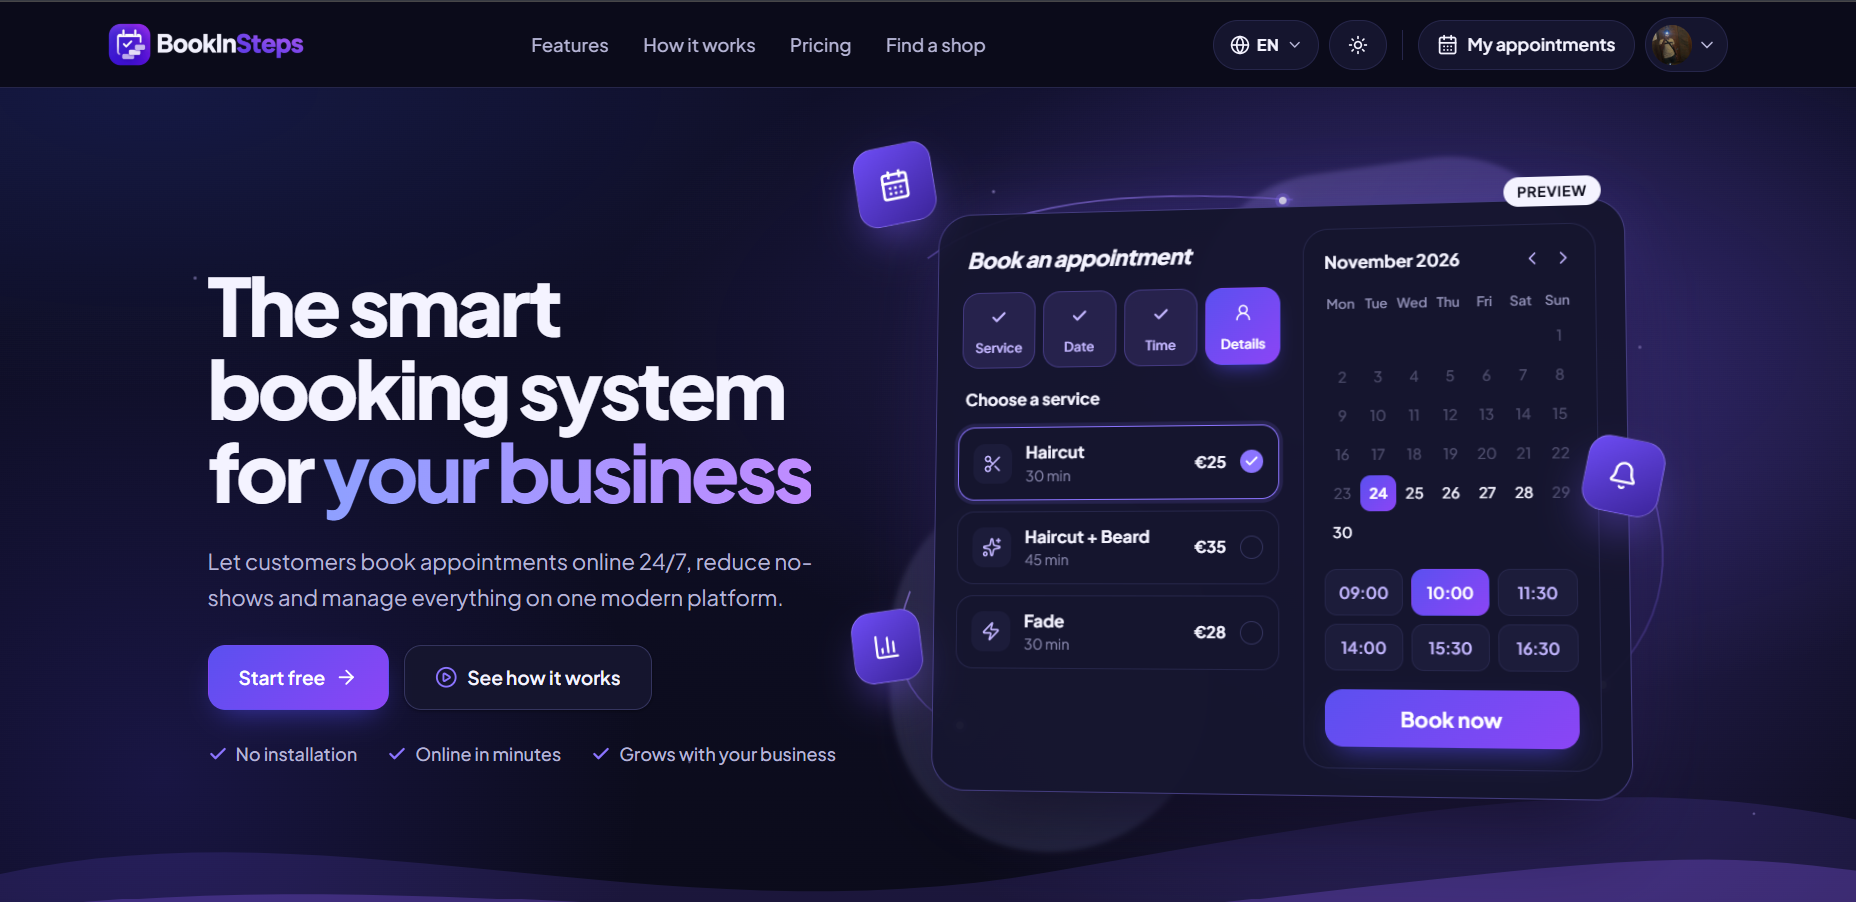 BookInSteps
Features
How it works
Pricing
Find a shop
EN
My appointments
The smart
booking system
for your business
Let customers book appointments online 24/7, reduce no-
shows and manage everything on one modern platform.
Start free
See how it works
No installation
Online in minutes
Grows with your business
PREVIEW
Book an appointment
Service
Date
Time
Details
Choose a service
Haircut
30 min
€25
Haircut + Beard
45 min
€35
Fade
30 min
€28
November 2026
Mon Tue Wed Thu Fri Sat Sun
1
2 3 4 5 6 7 8
9 10 11 12 13 14 15
16 17 18 19 20 21 22
23 24 25 26 27 28 29
30
09:00 10:00 11:30
14:00 15:30 16:30
Book now